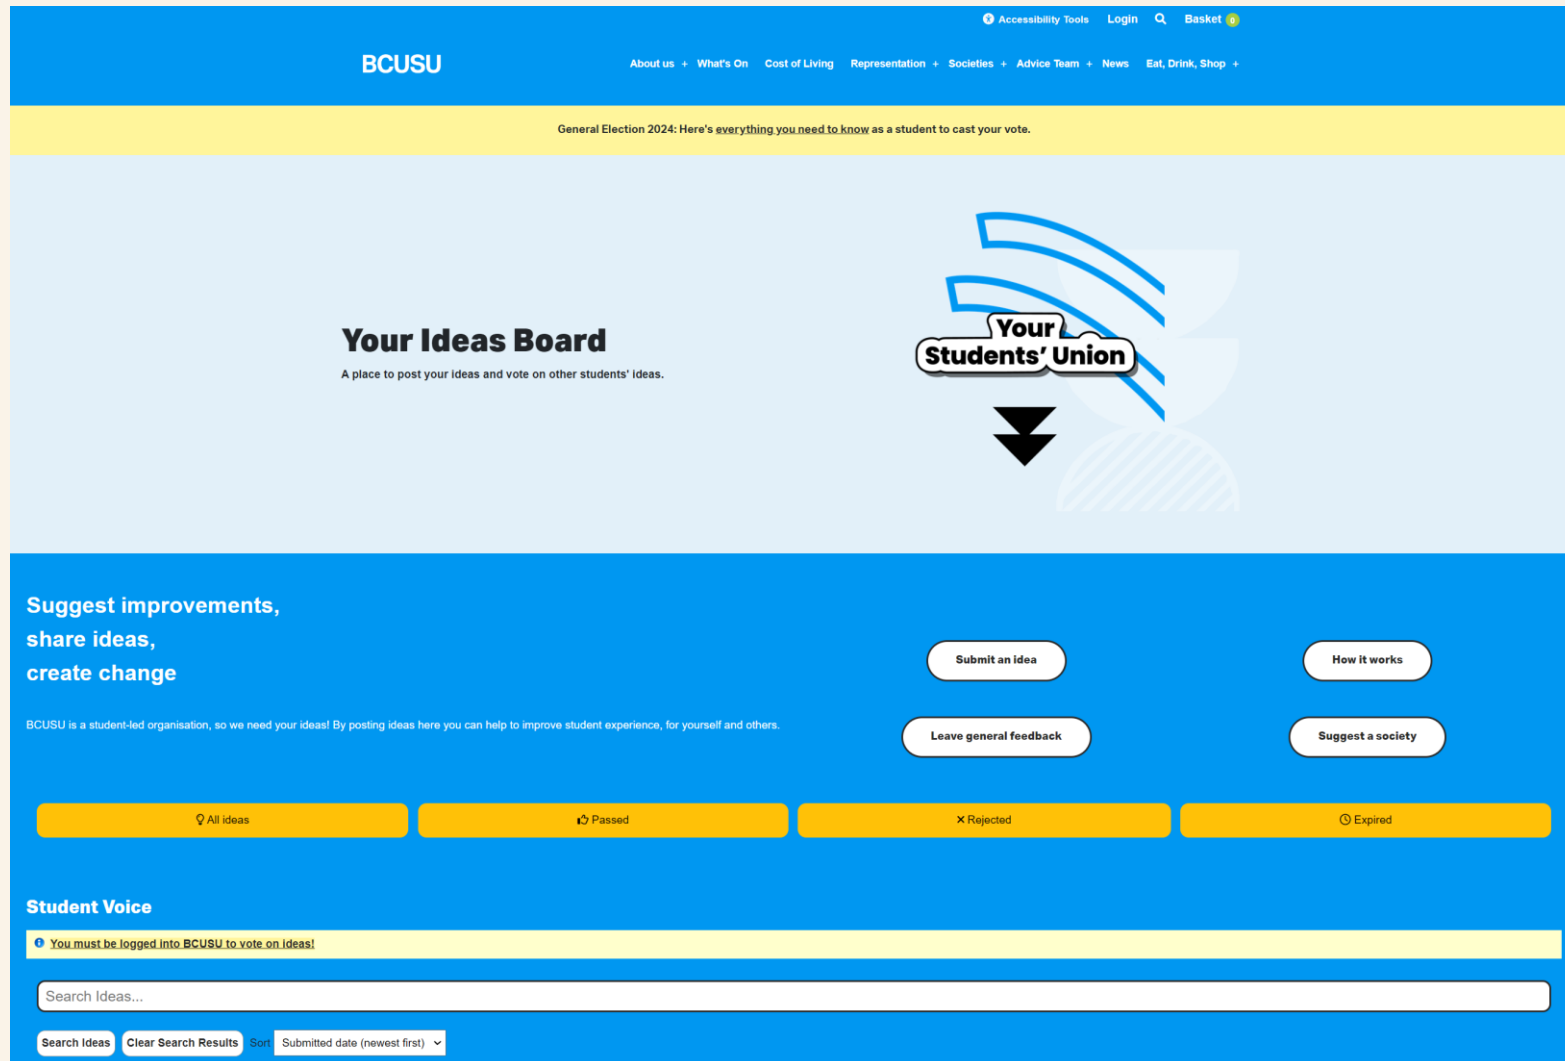 Accessibility Tools Login Basket 0
BCUSU
About us + What's On Cost of Living Representation + Societies + Advice Team + News Eat, Drink, Shop +
General Election 2024: Here's everything you need to know as a student to cast your vote.
Your Ideas Board
A place to post your ideas and vote on other students' ideas.
Your
Students' Union
Suggest improvements,
share ideas,
create change
BCUSU is a student-led organisation, so we need your ideas! By posting ideas here you can help to improve student experience, for yourself and others.
Submit an idea
How it works
Leave general feedback
Suggest a society
All ideas
Passed
Rejected
Expired
Student Voice
You must be logged into BCUSU to vote on ideas!
Search Ideas...
Search Ideas Clear Search Results Sort Submitted date (newest first)